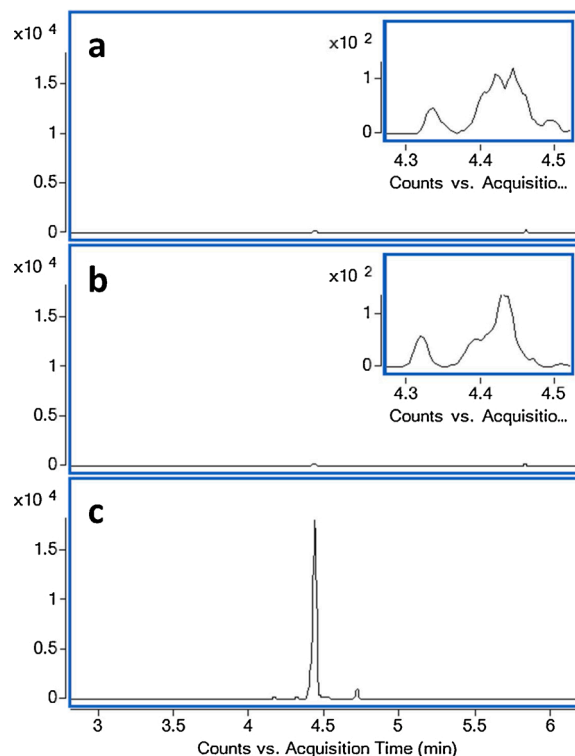 x10 4
a
1.5
1
0.5
0
x10 2
1
0
4.3 4.4 4.5
Counts vs. Acquisitio...
x10 4
b
1.5
1
0.5
0
x10 2
1
0
4.3 4.4 4.5
Counts vs. Acquisitio...
x10 4
c
1.5
1
0.5
0
3 3.5 4 4.5 5 5.5 6
Counts vs. Acquisition Time (min)